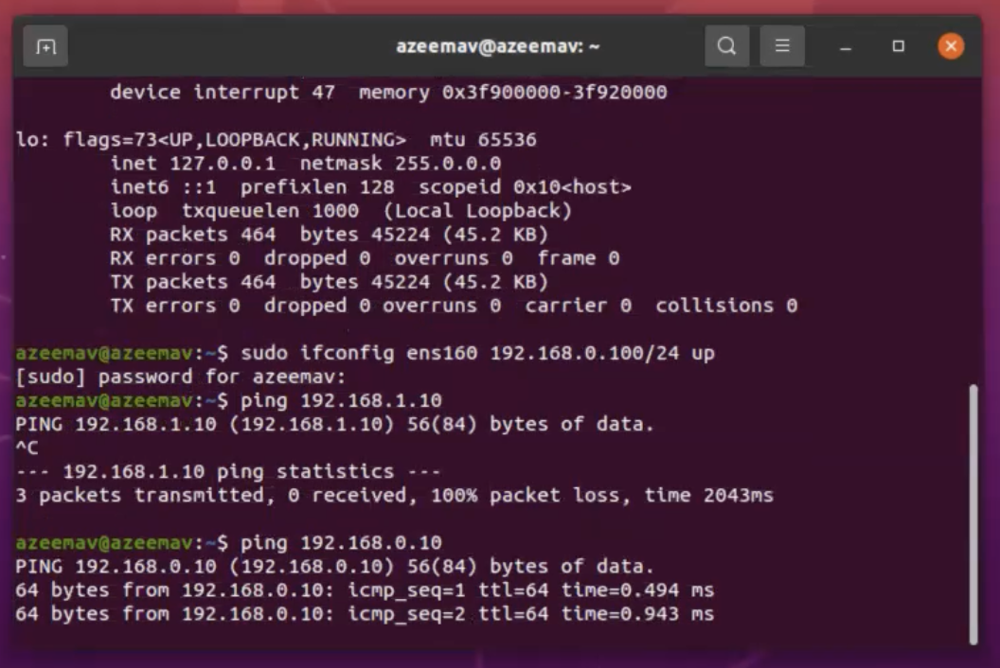 azeemav@azeemav: ~
device interrupt 47  memory 0x3f900000-3f920000
lo: flags=73<UP,LOOPBACK,RUNNING>  mtu 65536
inet 127.0.0.1  netmask 255.0.0.0
inet6 ::1  prefixlen 128  scopeid 0x10<host>
loop  txqueuelen 1000  (Local Loopback)
RX packets 464  bytes 45224 (45.2 KB)
RX errors 0  dropped 0  overruns 0  frame 0
TX packets 464  bytes 45224 (45.2 KB)
TX errors 0  dropped 0 overruns 0  carrier 0  collisions 0
azeemav@azeemav:~$ sudo ifconfig ens160 192.168.0.100/24 up
[sudo] password for azeemav:
azeemav@azeemav:~$ ping 192.168.1.10
PING 192.168.1.10 (192.168.1.10) 56(84) bytes of data.
^C
--- 192.168.1.10 ping statistics ---
3 packets transmitted, 0 received, 100% packet loss, time 2043ms
azeemav@azeemav:~$ ping 192.168.0.10
PING 192.168.0.10 (192.168.0.10) 56(84) bytes of data.
64 bytes from 192.168.0.10: icmp_seq=1 ttl=64 time=0.494 ms
64 bytes from 192.168.0.10: icmp_seq=2 ttl=64 time=0.943 ms